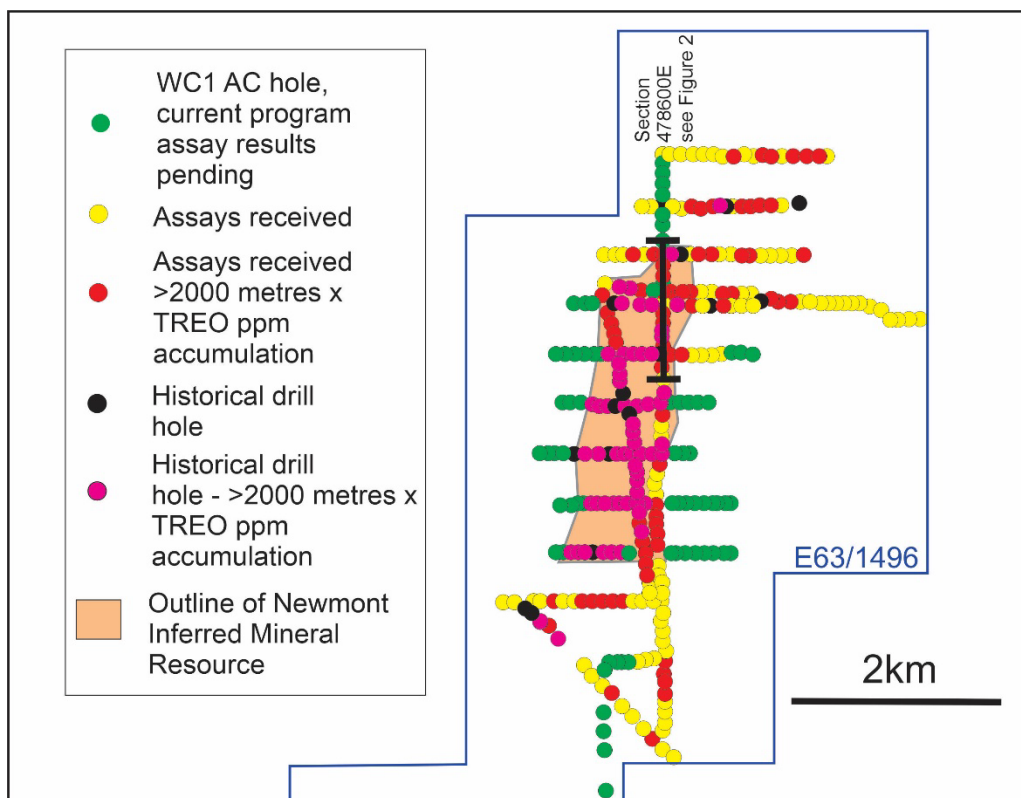 WC1 AC hole,
current program
assay results
pending
Assays received
Assays received
>2000 metres x
TREO ppm
accumulation
Historical drill
hole
Historical drill
hole - >2000 metres x
TREO ppm
accumulation
Outline of Newmont
Inferred Mineral
Resource
Section
478600E
see Figure 2
E63/1496
2km